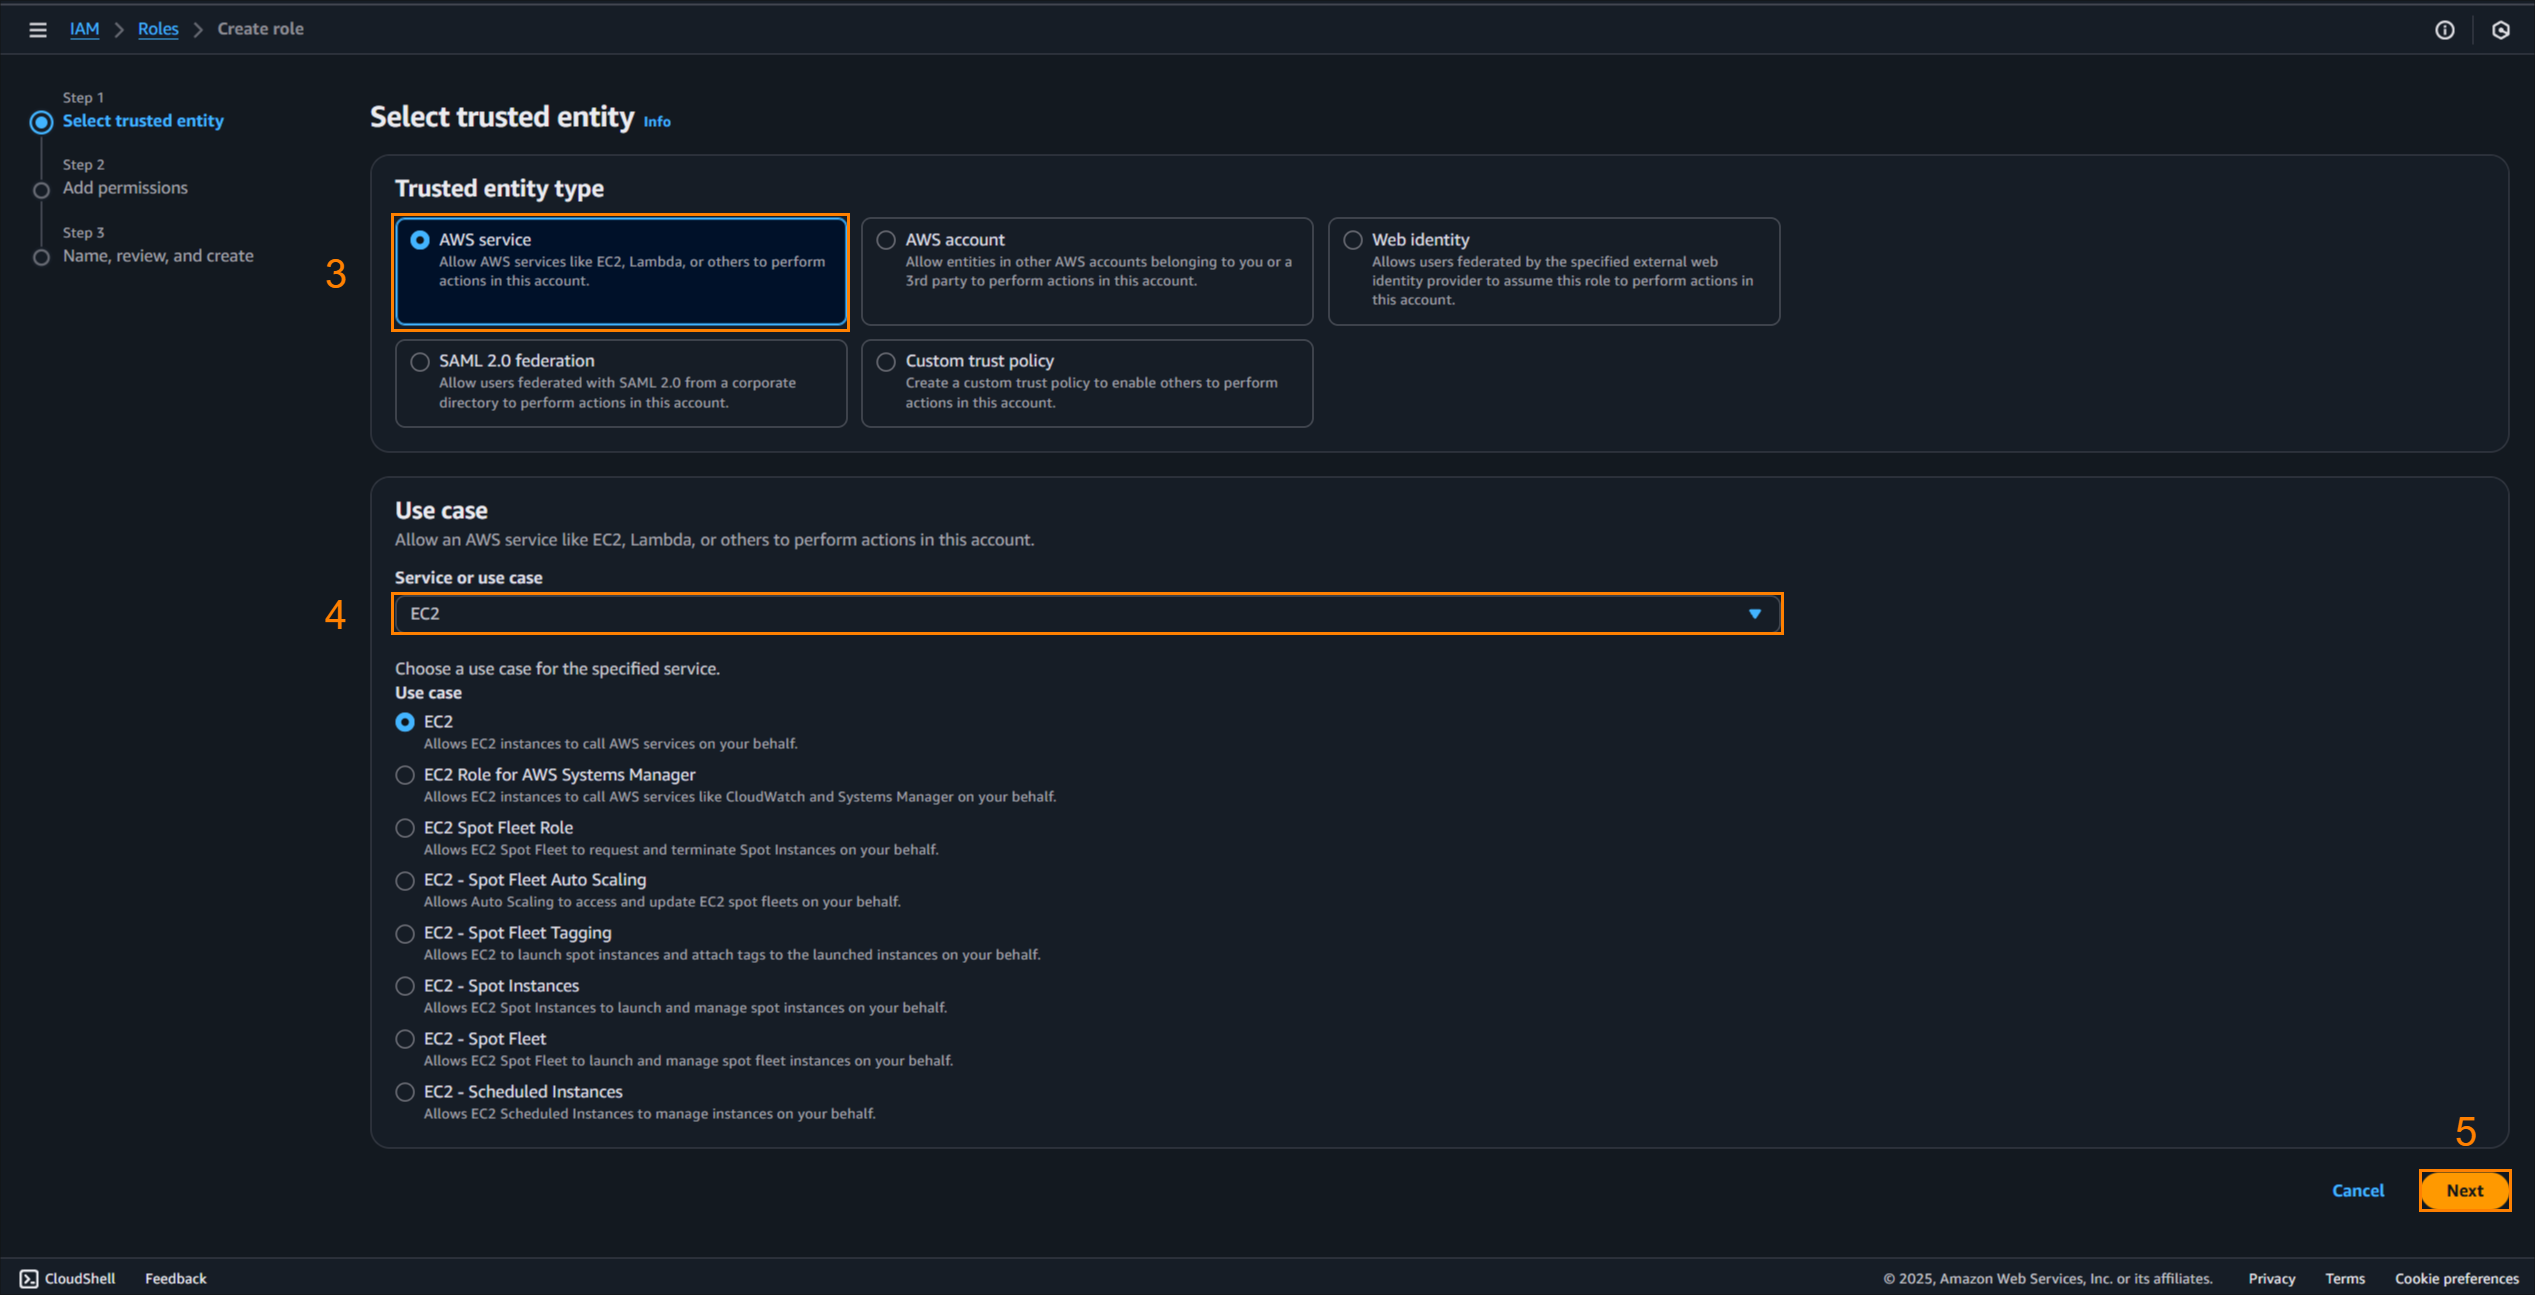 IAM > Roles > Create role
Step 1
Select trusted entity
Step 2
Add permissions
Step 3
Name, review, and create
Select trusted entity Info
Trusted entity type
3
AWS service
Allow AWS services like EC2, Lambda, or others to perform
actions in this account.
AWS account
Allow entities in other AWS accounts belonging to you or a
3rd party to perform actions in this account.
Web identity
Allows users federated by the specified external web
identity provider to assume this role to perform actions in
this account.
SAML 2.0 federation
Allow users federated with SAML 2.0 from a corporate
directory to perform actions in this account.
Custom trust policy
Create a custom trust policy to enable others to perform
actions in this account.
Use case
Allow an AWS service like EC2, Lambda, or others to perform actions in this account.
Service or use case
4
EC2
Choose a use case for the specified service.
Use case
EC2
Allows EC2 instances to call AWS services on your behalf.
EC2 Role for AWS Systems Manager
Allows EC2 instances to call AWS services like CloudWatch and Systems Manager on your behalf.
EC2 Spot Fleet Role
Allows EC2 Spot Fleet to request and terminate Spot Instances on your behalf.
EC2 - Spot Fleet Auto Scaling
Allows Auto Scaling to access and update EC2 spot fleets on your behalf.
EC2 - Spot Fleet Tagging
Allows EC2 to launch spot instances and attach tags to the launched instances on your behalf.
EC2 - Spot Instances
Allows EC2 Spot Instances to launch and manage spot instances on your behalf.
EC2 - Spot Fleet
Allows EC2 Spot Fleet to launch and manage spot fleet instances on your behalf.
EC2 - Scheduled Instances
Allows EC2 Scheduled Instances to manage instances on your behalf.
5
Cancel Next
CloudShell Feedback © 2025, Amazon Web Services, Inc. or its affiliates. Privacy Terms Cookie preferences